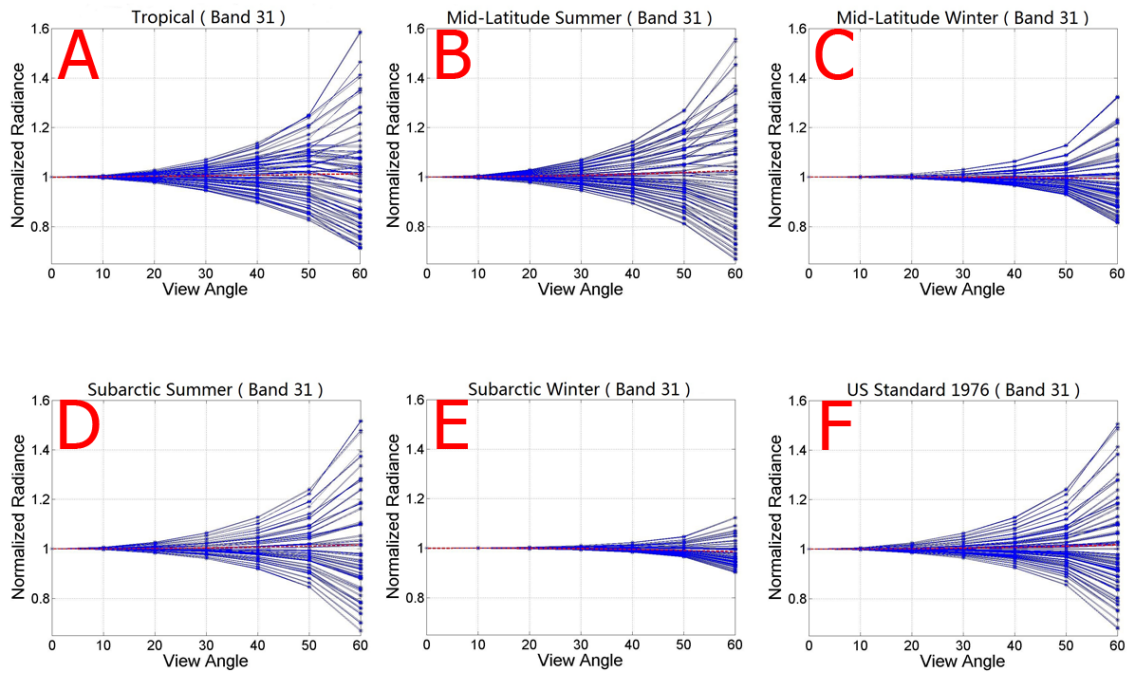 Tropical ( Band 31 )
A
1.6
1.4
1.2
1
0.8
Normalized Radiance
0 10 20 30 40 50 60
View Angle
Mid-Latitude Summer ( Band 31 )
B
1.6
1.4
1.2
1
0.8
Normalized Radiance
0 10 20 30 40 50 60
View Angle
Mid-Latitude Winter ( Band 31 )
C
1.6
1.4
1.2
1
0.8
Normalized Radiance
0 10 20 30 40 50 60
View Angle
Subarctic Summer ( Band 31 )
D
1.6
1.4
1.2
1
0.8
Normalized Radiance
0 10 20 30 40 50 60
View Angle
Subarctic Winter ( Band 31 )
E
1.6
1.4
1.2
1
0.8
Normalized Radiance
0 10 20 30 40 50 60
View Angle
US Standard 1976 ( Band 31 )
F
1.6
1.4
1.2
1
0.8
Normalized Radiance
0 10 20 30 40 50 60
View Angle